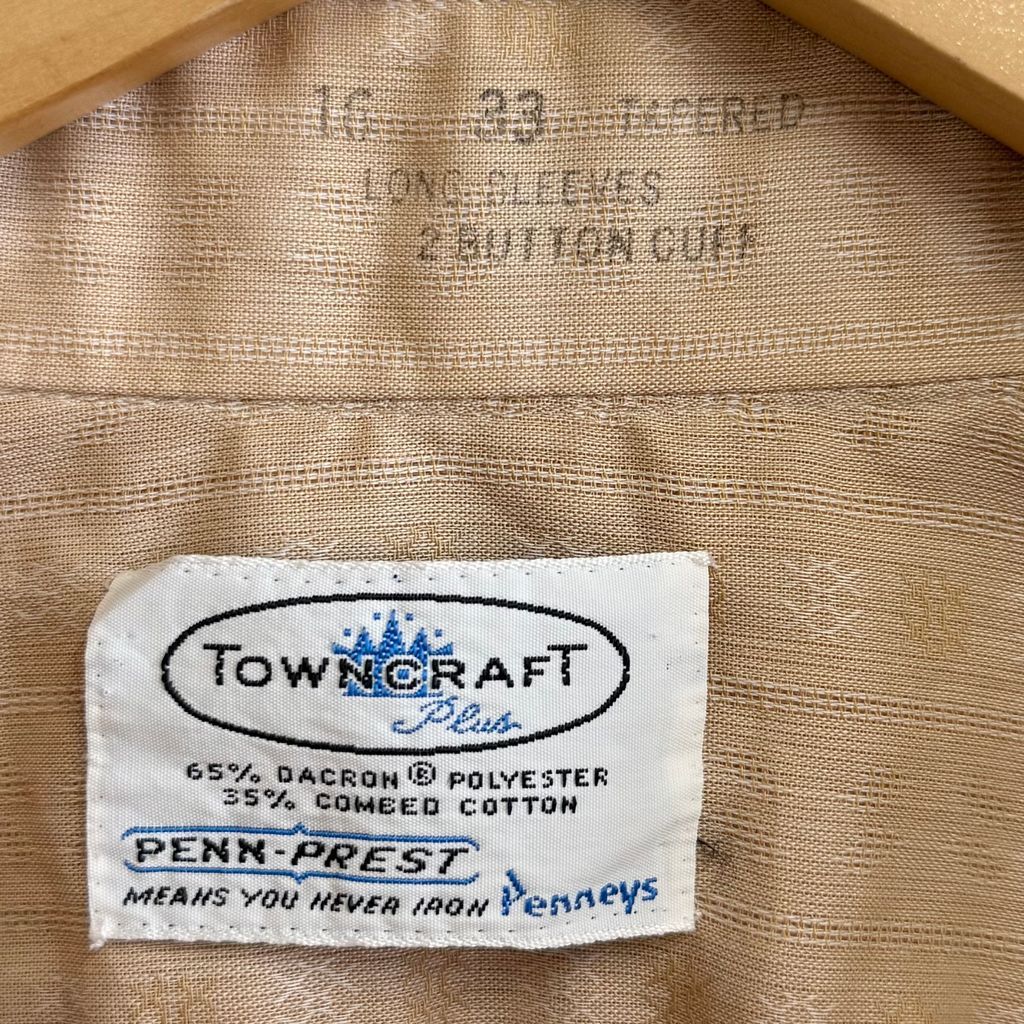 16 33 TAPERED
LONG SLEEVES
2 BUTTON CUFF
TOWNCRAFT
Plus
65% DACRON ® POLYESTER
35% COMBED COTTON
PENN-PREST
MEANS YOU NEVER IRON Penneys